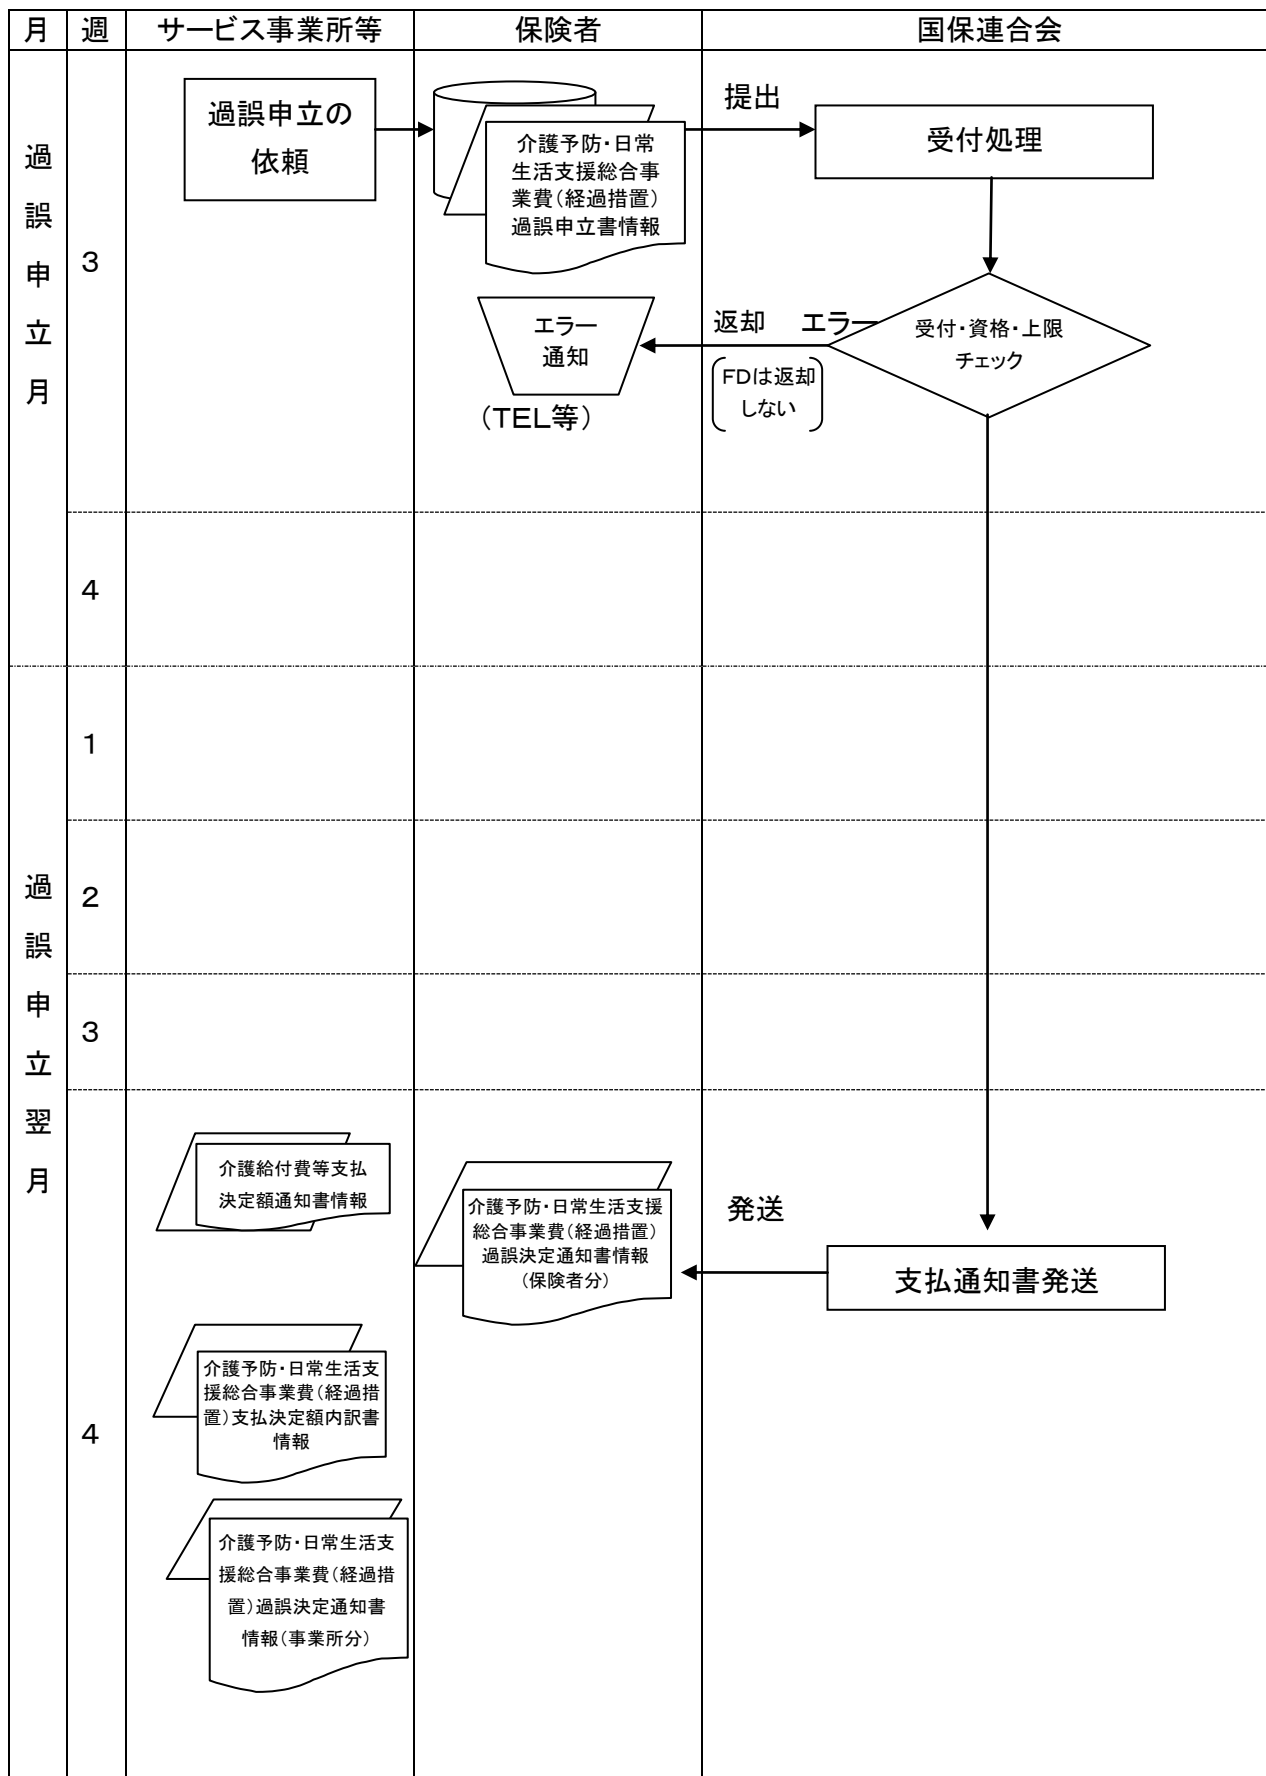 月 週 サービス事業所等 保険者 国保連合会
過誤申立月
3
過誤申立の
依頼
介護予防・日常
生活支援総合事
業費(経過措置)
過誤申立書情報
提出
受付処理
受付・資格・上限
チェック
エラー
返却
FDは返却
しない
エラー
通知
(TEL等)
4
過誤申立翌月
1
2
3
4
介護給付費等支払
決定額通知書情報
介護予防・日常生活支援
総合事業費(経過措置)
過誤決定通知書情報
(保険者分)
発送
支払通知書発送
介護予防・日常生活支
援総合事業費(経過措
置)支払決定額内訳書
情報
介護予防・日常生活支
援総合事業費(経過措
置)過誤決定通知書
情報(事業所分)